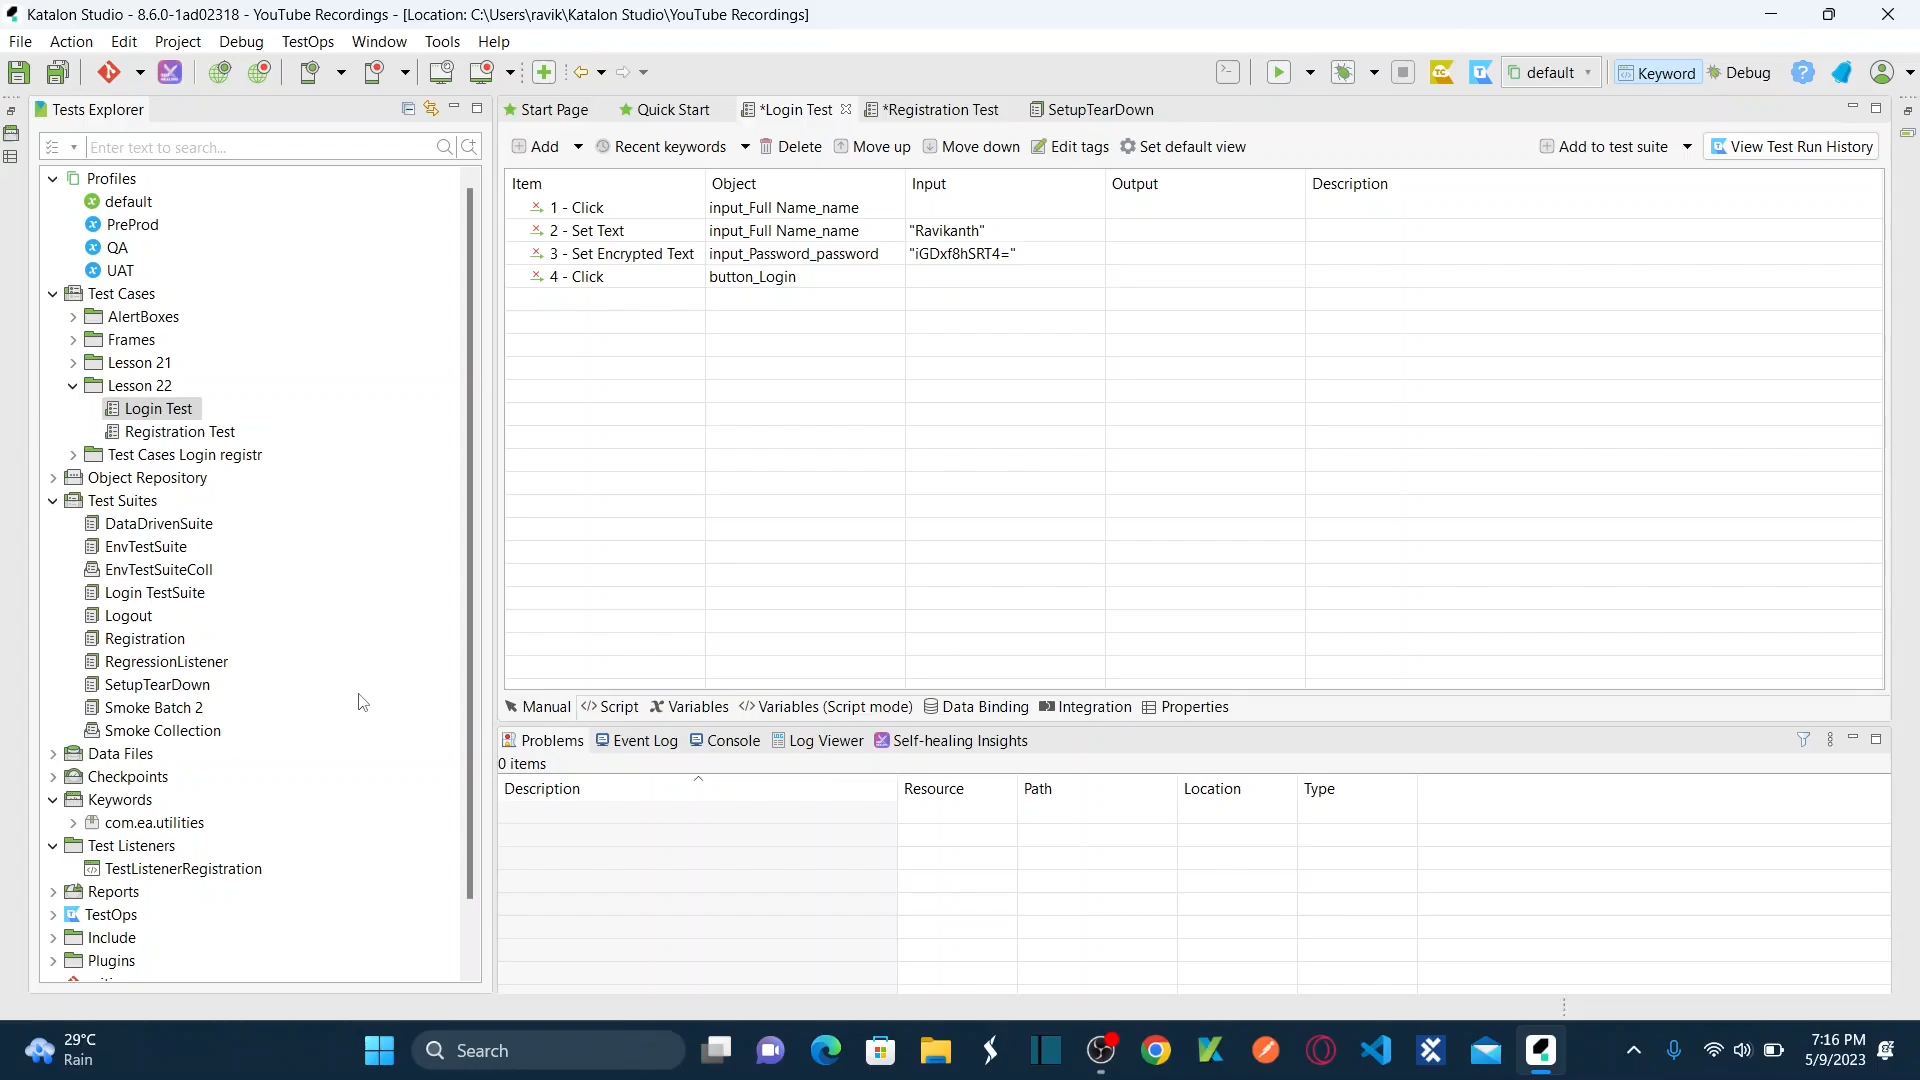 Katalon Studio - 8.6.0-1ad02318 - YouTube Recordings - [Location: C:\Users\ravik\Katalon Studio\YouTube Recordings]
File Action Edit Project Debug TestOps Window Tools Help
default Keyword Debug
Tests Explorer
Enter text to search...
Profiles
default
PreProd
QA
UAT
Test Cases
AlertBoxes
Frames
Lesson 21
Lesson 22
Login Test
Registration Test
Test Cases Login registr
Object Repository
Test Suites
DataDrivenSuite
EnvTestSuite
EnvTestSuiteColl
Login TestSuite
Logout
Registration
RegressionListener
SetupTearDown
Smoke Batch 2
Smoke Collection
Data Files
Checkpoints
Keywords
com.ea.utilities
Test Listeners
TestListenerRegistration
Reports
TestOps
Include
Plugins
Start Page Quick Start *Login Test *Registration Test SetupTearDown
Add Recent keywords Delete Move up Move down Edit tags Set default view Add to test suite View Test Run History
Item Object Input Output Description
1 - Click input_Full Name_name
2 - Set Text input_Full Name_name "Ravikanth"
3 - Set Encrypted Text input_Password_password "iGDxf8hSRT4="
4 - Click button_Login
Manual </> Script Variables </> Variables (Script mode) Data Binding Integration Properties
Problems Event Log Console Log Viewer Self-healing Insights
0 items
Description Resource Path Location Type
29°C
Rain
Search
7:16 PM
5/9/2023